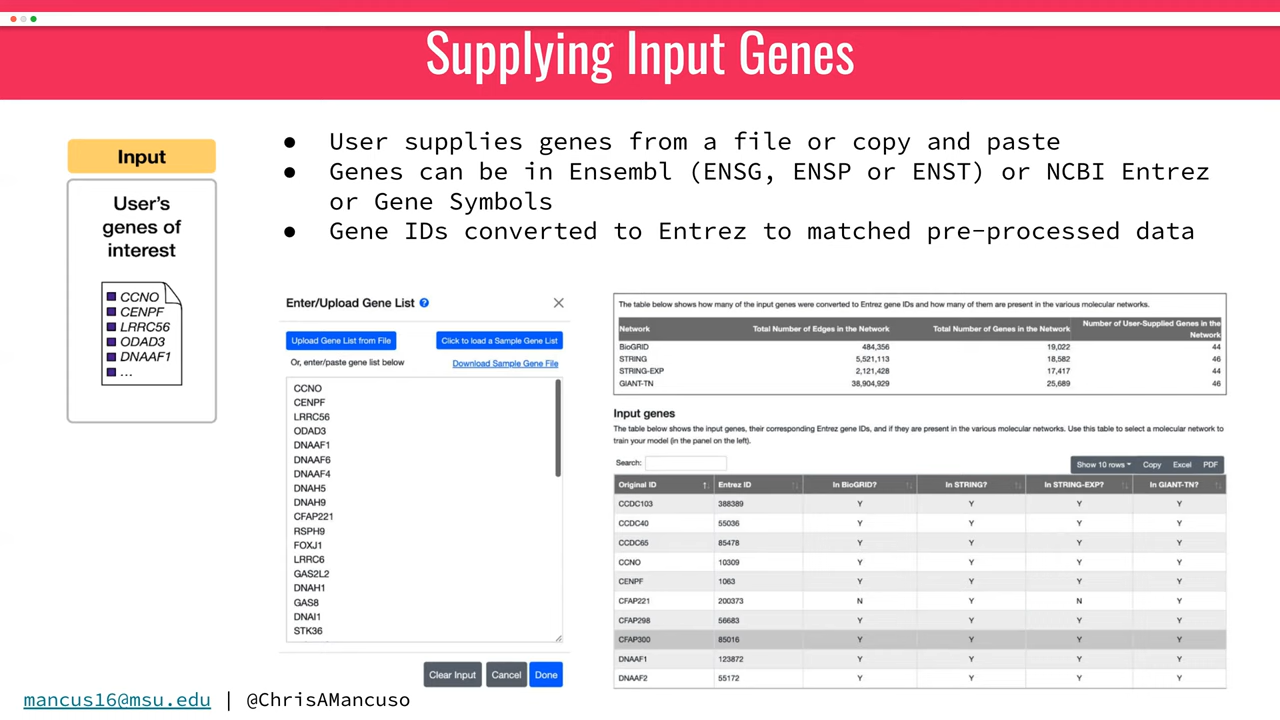 Supplying Input Genes
Input
User's
genes of
interest
CCNO
CENPF
LRRC56
ODAD3
DNAAF1
...
● User supplies genes from a file or copy and paste
● Genes can be in Ensembl (ENSG, ENSP or ENST) or NCBI Entrez
or Gene Symbols
● Gene IDs converted to Entrez to matched pre-processed data
Enter/Upload Gene List ?
Upload Gene List from File Click to load a Sample Gene List
Or, enter/paste gene list below Download Sample Gene File
CCNO
CENPF
LRRC56
ODAD3
DNAAF1
DNAAF6
DNAAF4
DNAH5
DNAH9
CFAP221
RSPH9
FOXJ1
LRRC6
GAS2L2
DNAH1
GAS8
DNAI1
STK36
Clear Input Cancel Done
The table below shows how many of the input genes were converted to Entrez gene IDs and how many of them are present in the various molecular networks.
Network Total Number of Edges in the Network Total Number of Genes in the Network Number of User-Supplied Genes in the
Network
BioGRID 484,356 19,022 44
STRING 5,521,113 18,582 46
STRING-EXP 2,121,428 17,417 44
GIANT-TN 38,904,929 25,689 46
Input genes
The table below shows the input genes, their corresponding Entrez gene IDs, and if they are present in the various molecular networks. Use this table to select a molecular network to
train your model (in the panel on the left).
Search: Show 10 rows Copy Excel PDF
Original ID Entrez ID In BioGRID? In STRING? In STRING-EXP? In GIANT-TN?
CCDC103 388389 Y Y Y Y
CCDC40 55036 Y Y Y Y
CCDC65 85478 Y Y Y Y
CCNO 10309 Y Y Y Y
CENPF 1063 Y Y Y Y
CFAP221 200373 N Y N Y
CFAP298 56683 Y Y Y Y
CFAP300 85016 Y Y Y Y
DNAAF1 123872 Y Y Y Y
DNAAF2 55172 Y Y Y Y
mancus16@msu.edu | @ChrisAMancuso